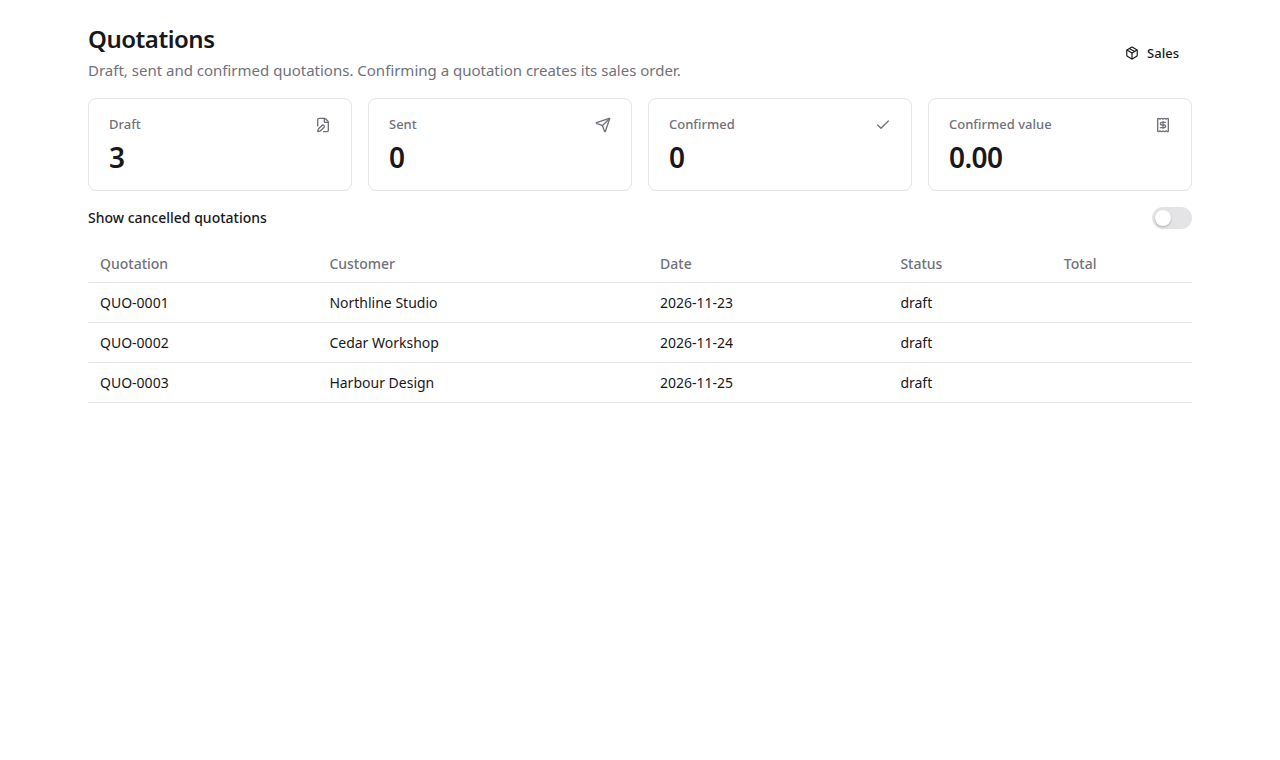 Quotations
Sales
Draft, sent and confirmed quotations. Confirming a quotation creates its sales order.
Draft
3
Sent
0
Confirmed
0
Confirmed value
0.00
Show cancelled quotations
Quotation Customer Date Status Total
QUO-0001 Northline Studio 2026-11-23 draft
QUO-0002 Cedar Workshop 2026-11-24 draft
QUO-0003 Harbour Design 2026-11-25 draft